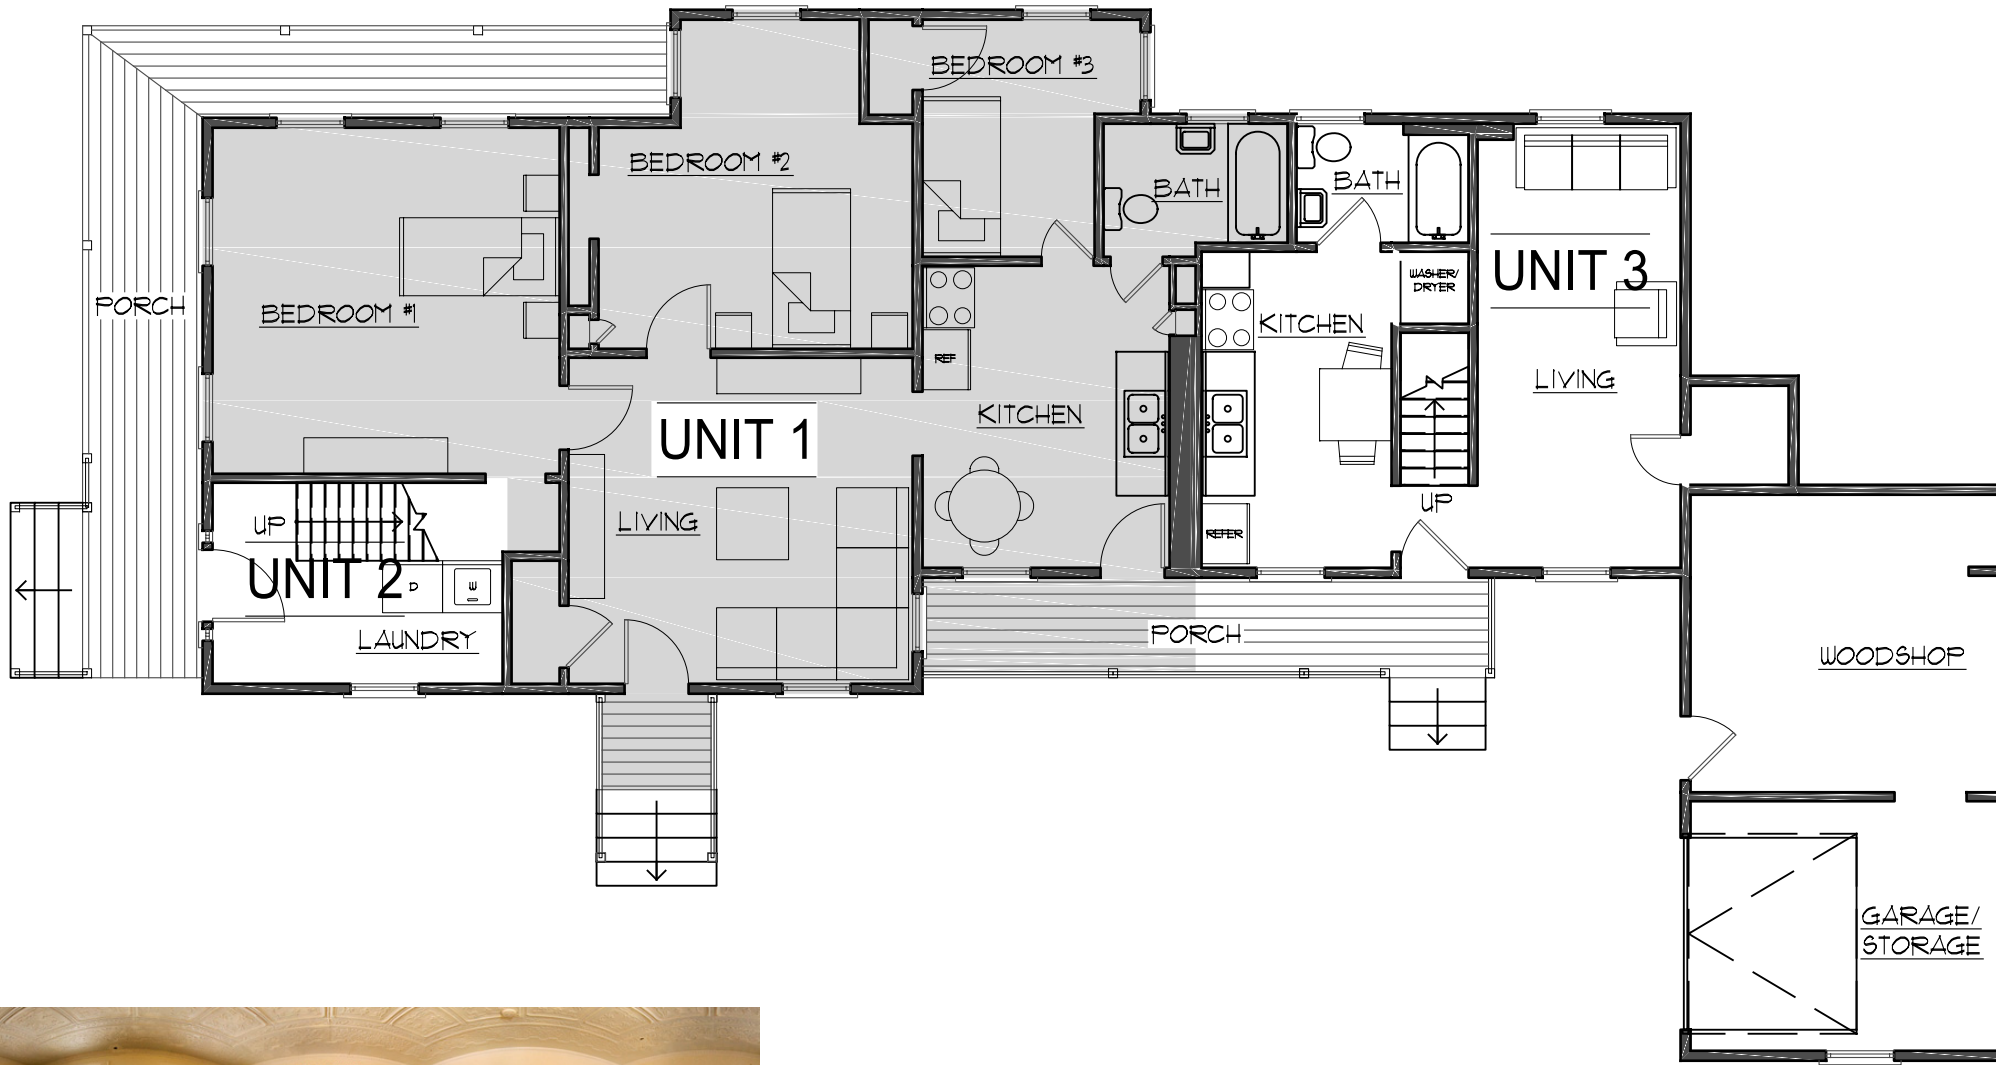 BEDROOM #3
BEDROOM #2
BATH
BATH
UNIT 3
WASHER/
DRYER
PORCH
BEDROOM #1
KITCHEN
REF
LIVING
UNIT 1
KITCHEN
UP
UP
LIVING
REFER
UNIT 2
D
W
LAUNDRY
PORCH
WOODSHOP
GARAGE/
STORAGE